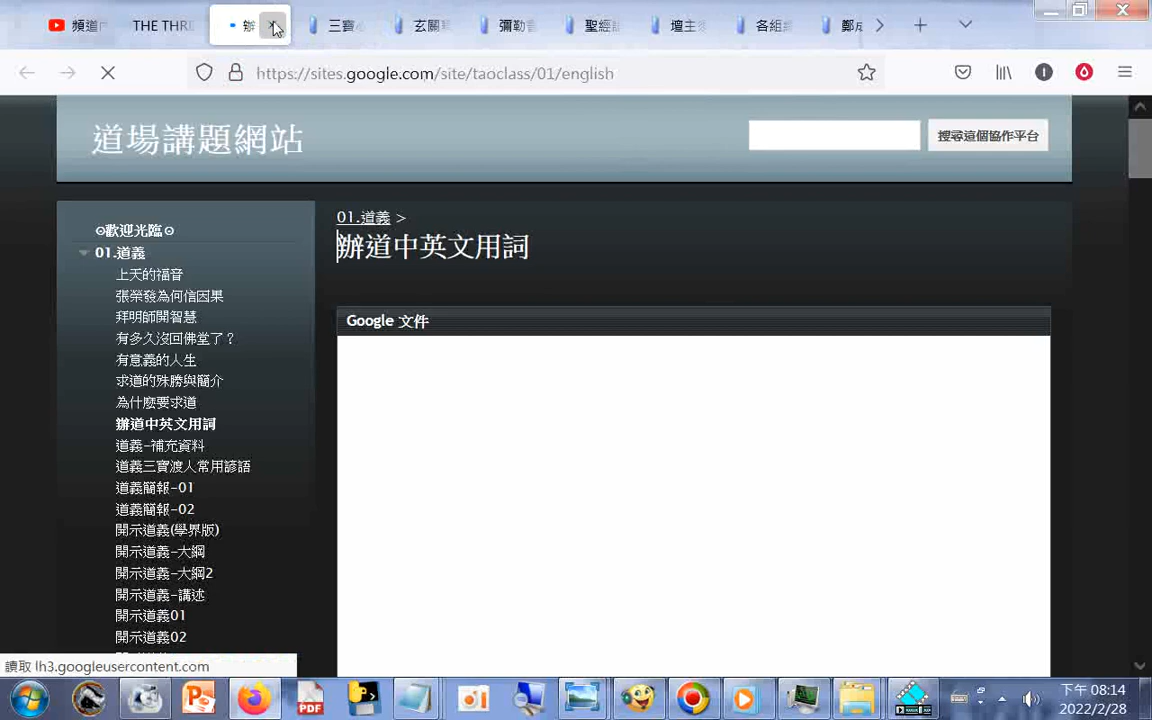 頻道
THE THR
辦
三寶
玄關
彌勒
聖經
壇主
各組
鄭
https://sites.google.com/site/taoclass/01/english
道場講題網站
搜尋這個協作平台
⊙歡迎光臨⊙
01.道義
上天的福音
張榮發為何信因果
拜明師開智慧
有多久沒回佛堂了？
有意義的人生
求道的殊勝與簡介
為什麼要求道
辦道中英文用詞
道義-補充資料
道義三寶渡人常用諺語
道義簡報-01
道義簡報-02
開示道義(學界版)
開示道義-大綱
開示道義-大綱2
開示道義-講述
開示道義01
開示道義02
01.道義 >
辦道中英文用詞
Google 文件
讀取 lh3.googleusercontent.com
下午 08:14
2022/2/28